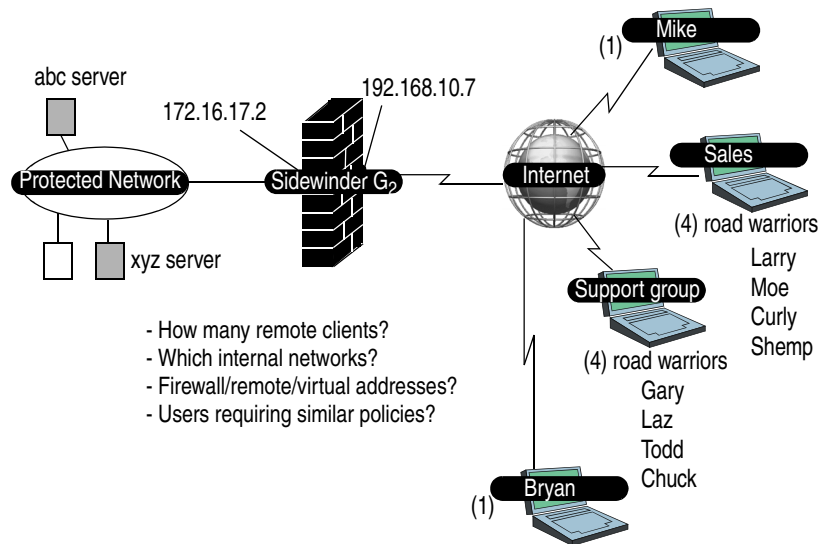 (1) Mike
abc server
192.168.10.7
172.16.17.2
Sales
Protected Network
Sidewinder G2
Internet
(4) road warriors
Larry
Moe
Curly
Shemp
xyz server
Support group
- How many remote clients?
- Which internal networks?
- Firewall/remote/virtual addresses?
- Users requiring similar policies?
(4) road warriors
Gary
Laz
Todd
Chuck
(1) Bryan